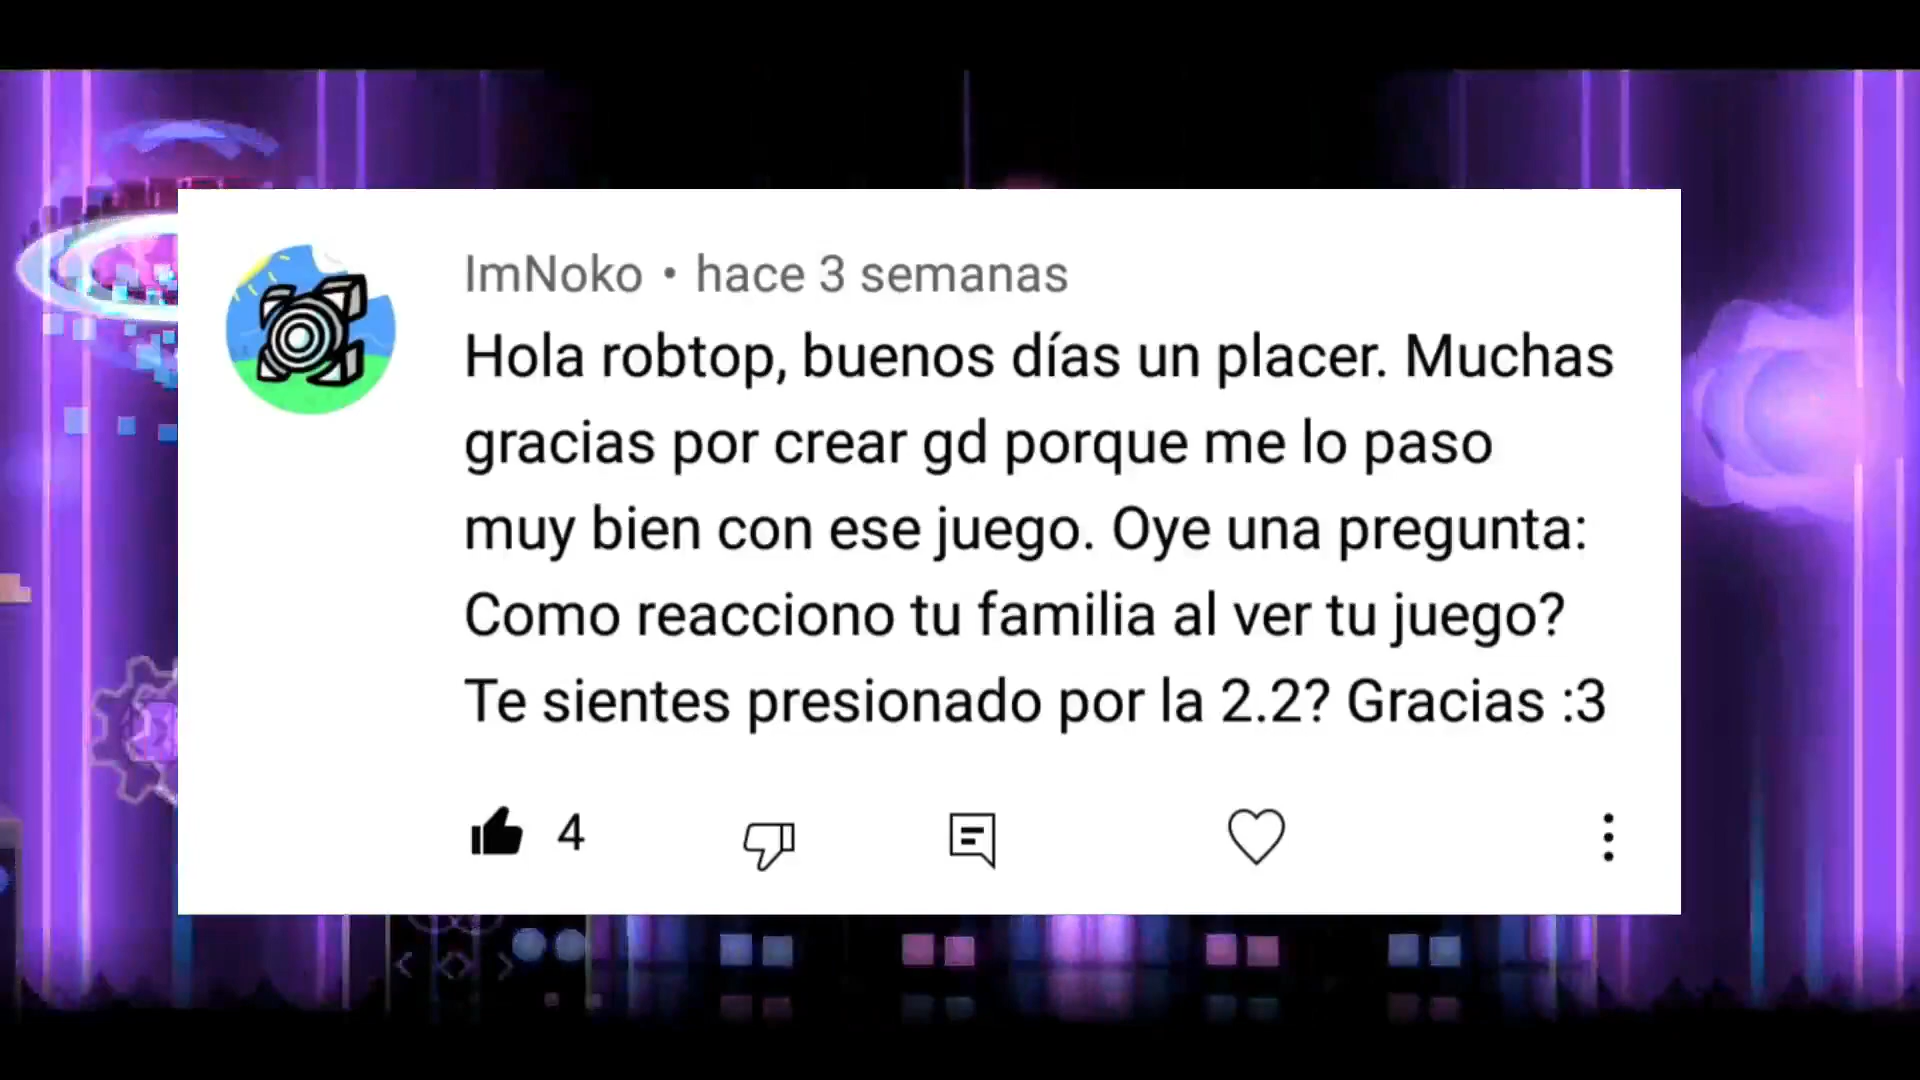 ImNoko • hace 3 semanas
Hola robtop, buenos días un placer. Muchas
gracias por crear gd porque me lo paso
muy bien con ese juego. Oye una pregunta:
Como reacciono tu familia al ver tu juego?
Te sientes presionado por la 2.2? Gracias :3
4